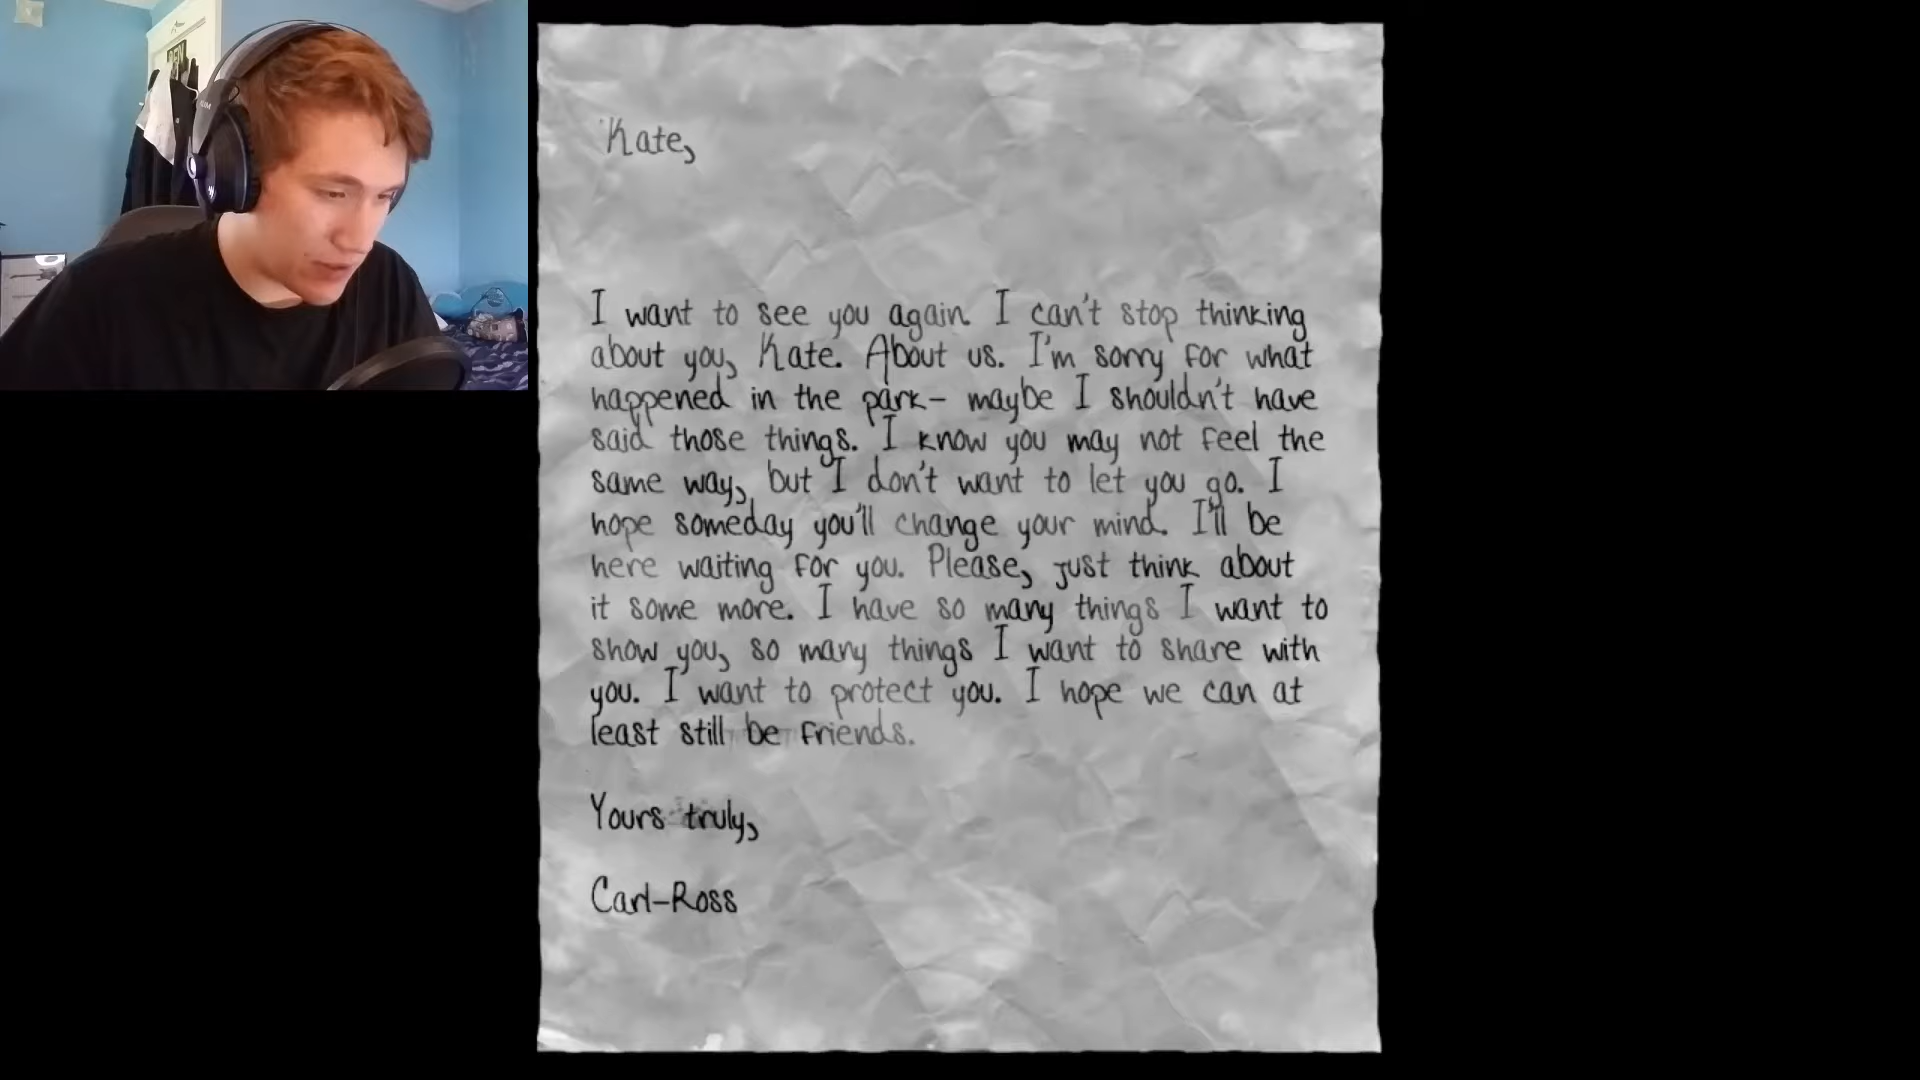 Kate,
I want to see you again. I can't stop thinking
about you, Kate. About us. I'm sorry for what
happened in the park- maybe I shouldn't have
said those things. I know you may not feel the
same way, but I don't want to let you go. I
hope someday you'll change your mind. I'll be
here waiting for you. Please, just think about
it some more. I have so many things I want to
show you, so many things I want to share with
you. I want to protect you. I hope we can at
least still be friends.
Yours truly,
Carl-Ross